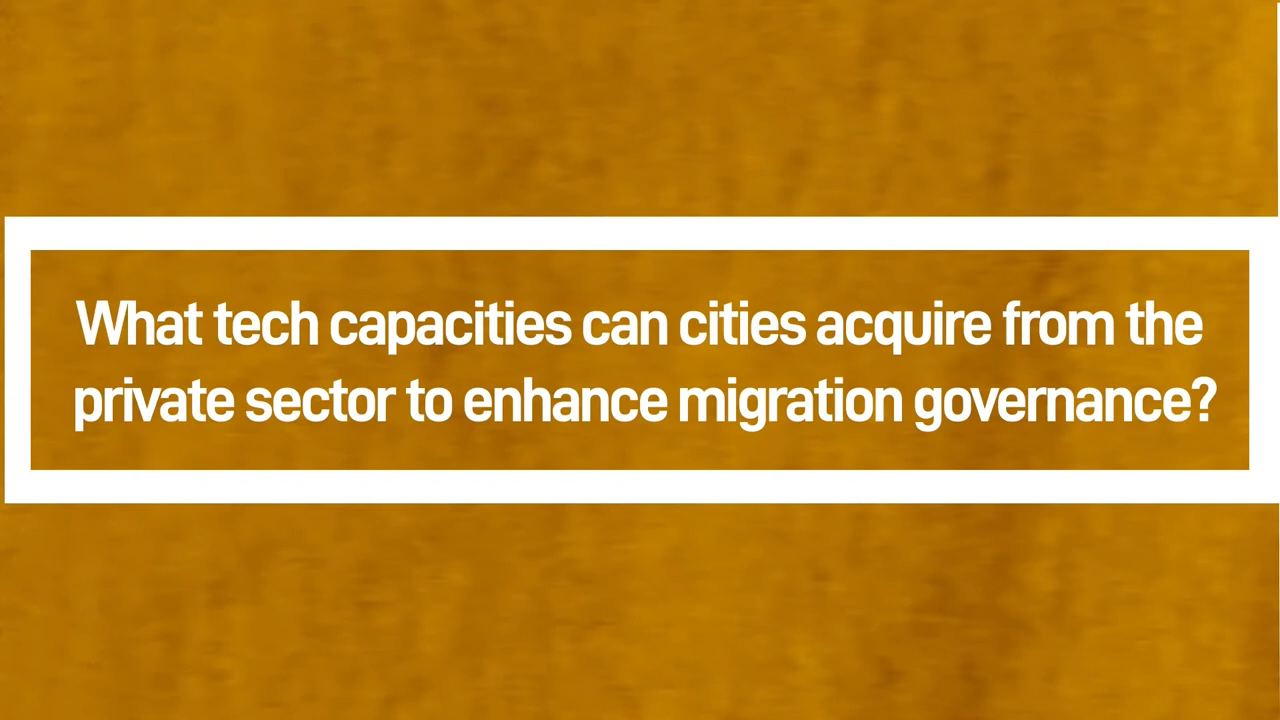 What tech capacities can cities acquire from the
private sector to enhance migration governance?